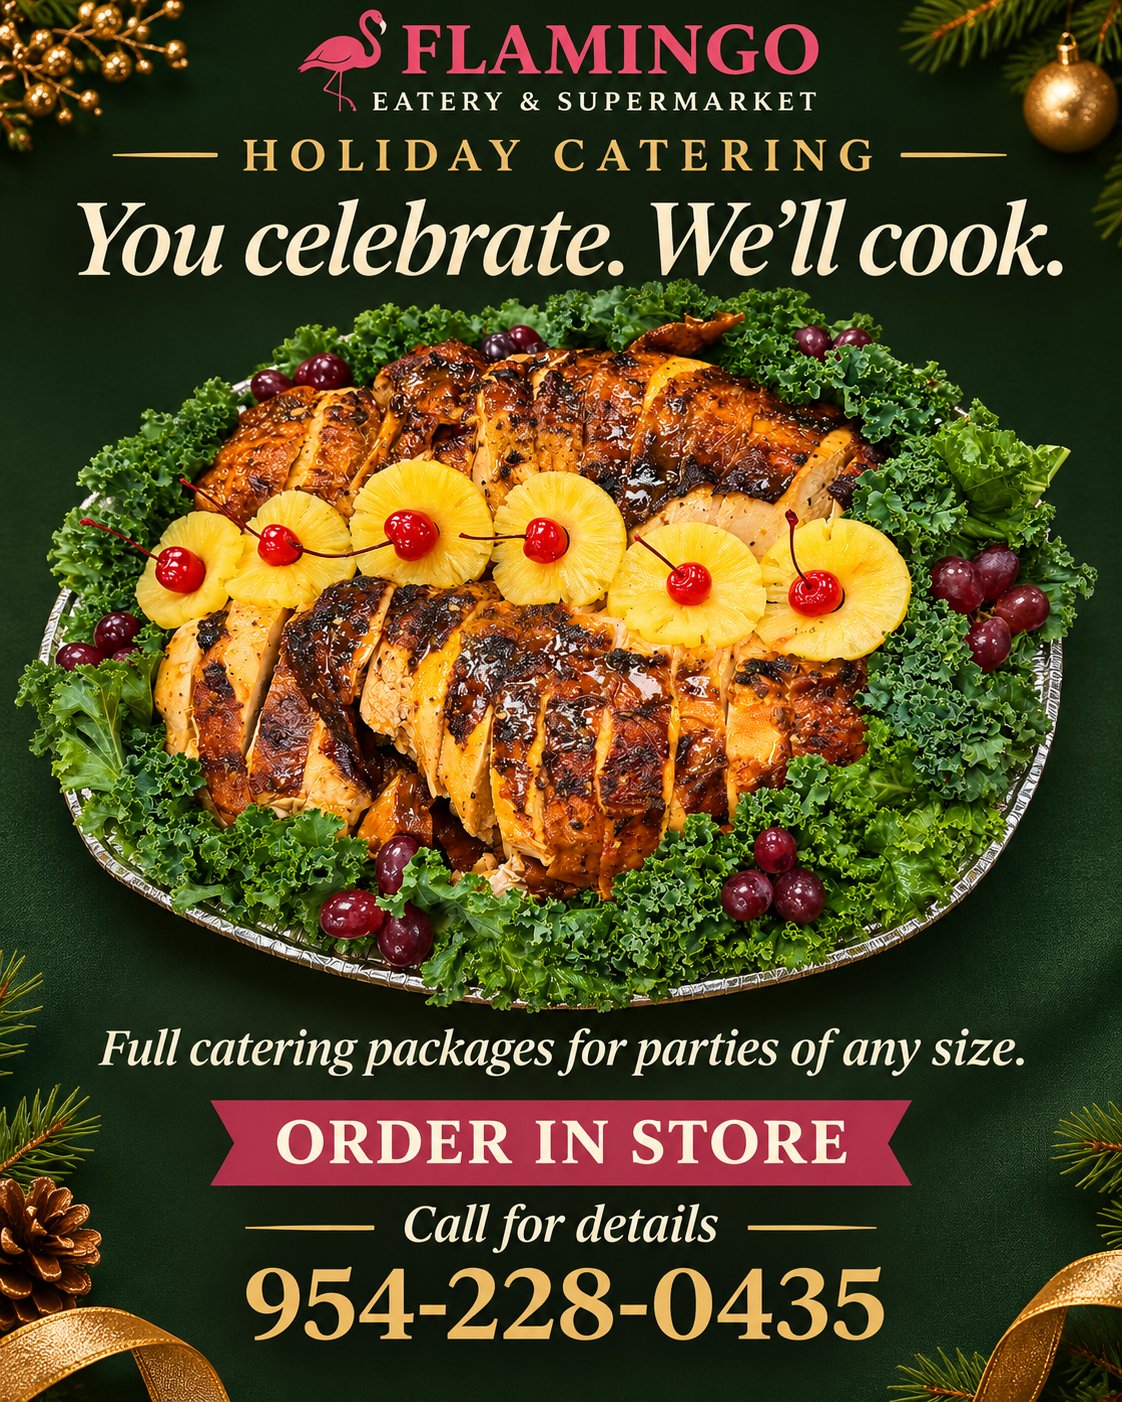 FLAMINGO
EATERY & SUPERMARKET
HOLIDAY CATERING
You celebrate. We'll cook.
Full catering packages for parties of any size.
ORDER IN STORE
Call for details
954-228-0435